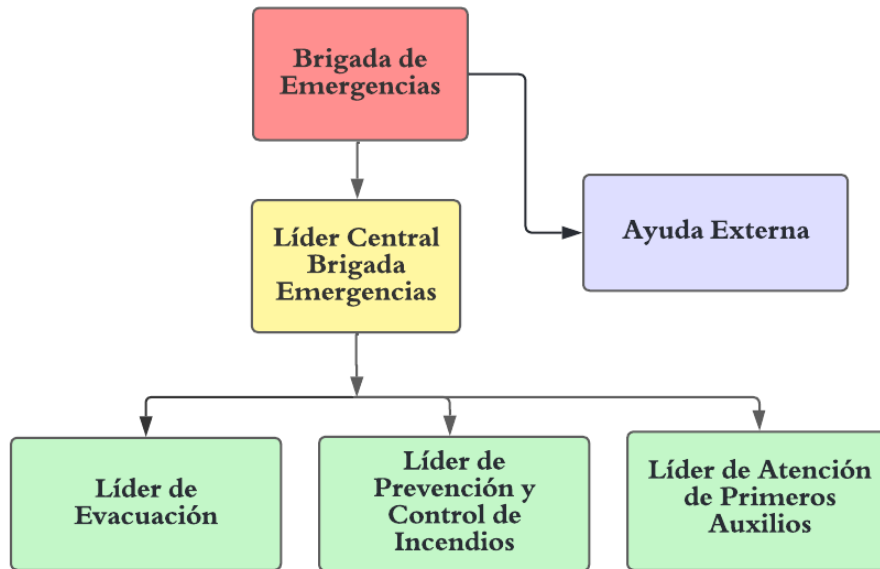 Brigada de
Emergencias
Ayuda Externa
Líder Central
Brigada
Emergencias
Líder de
Evacuación
Líder de
Prevención y
Control de
Incendios
Líder de Atención
de Primeros
Auxilios